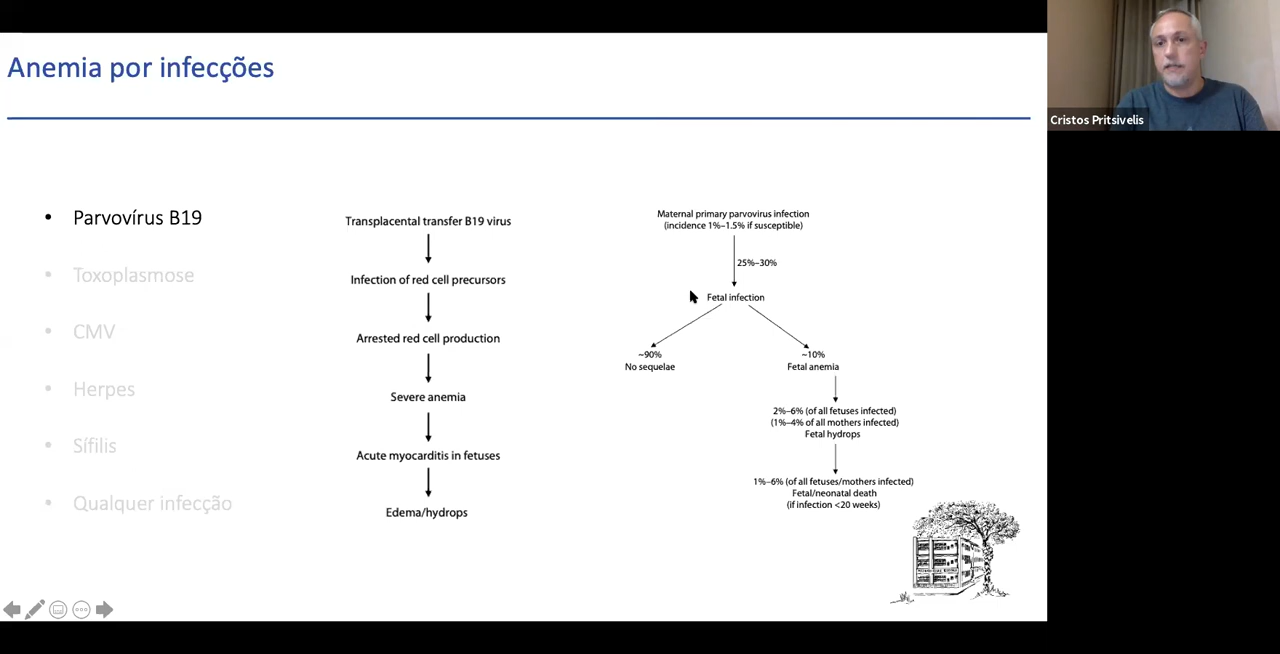 Anemia por infecções
Cristos Pritsivelis
• Parvovírus B19
• Toxoplasmose
• CMV
• Herpes
• Sífilis
• Qualquer infecção
Transplacental transfer B19 virus
Infection of red cell precursors
Arrested red cell production
Severe anemia
Acute myocarditis in fetuses
Edema/hydrops
Maternal primary parvovirus infection
(incidence 1%–1.5% if susceptible)
25%–30%
Fetal infection
~90%
No sequelae
~10%
Fetal anemia
2%–6% (of all fetuses infected)
(1%–4% of all mothers infected)
Fetal hydrops
1%–6% (of all fetuses/mothers infected)
Fetal/neonatal death
(if infection <20 weeks)